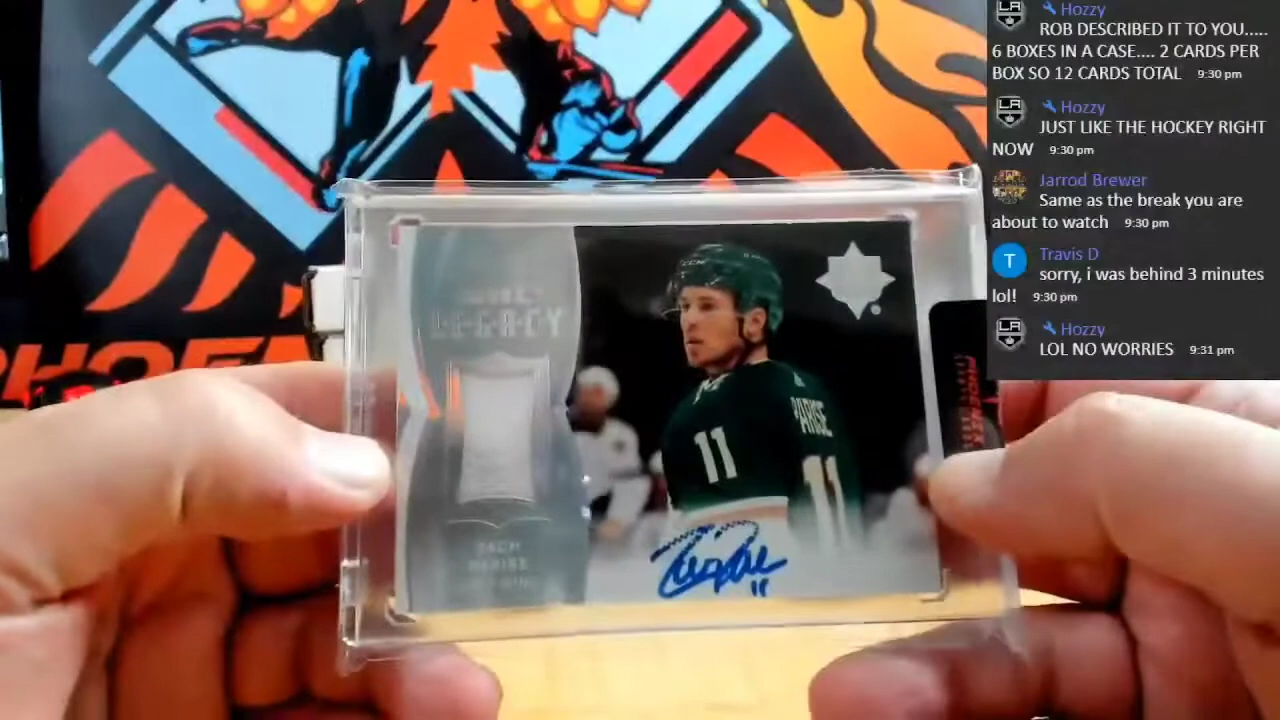 Hozzy
ROB DESCRIBED IT TO YOU.....
6 BOXES IN A CASE.... 2 CARDS PER
BOX SO 12 CARDS TOTAL 9:30 pm
Hozzy
JUST LIKE THE HOCKEY RIGHT
NOW 9:30 pm
Jarrod Brewer
Same as the break you are
about to watch 9:30 pm
T
Travis D
sorry, i was behind 3 minutes
lol! 9:30 pm
Hozzy
LOL NO WORRIES 9:31 pm
LA
LEGACY
ZACH
PARISE
PARISE
11
11